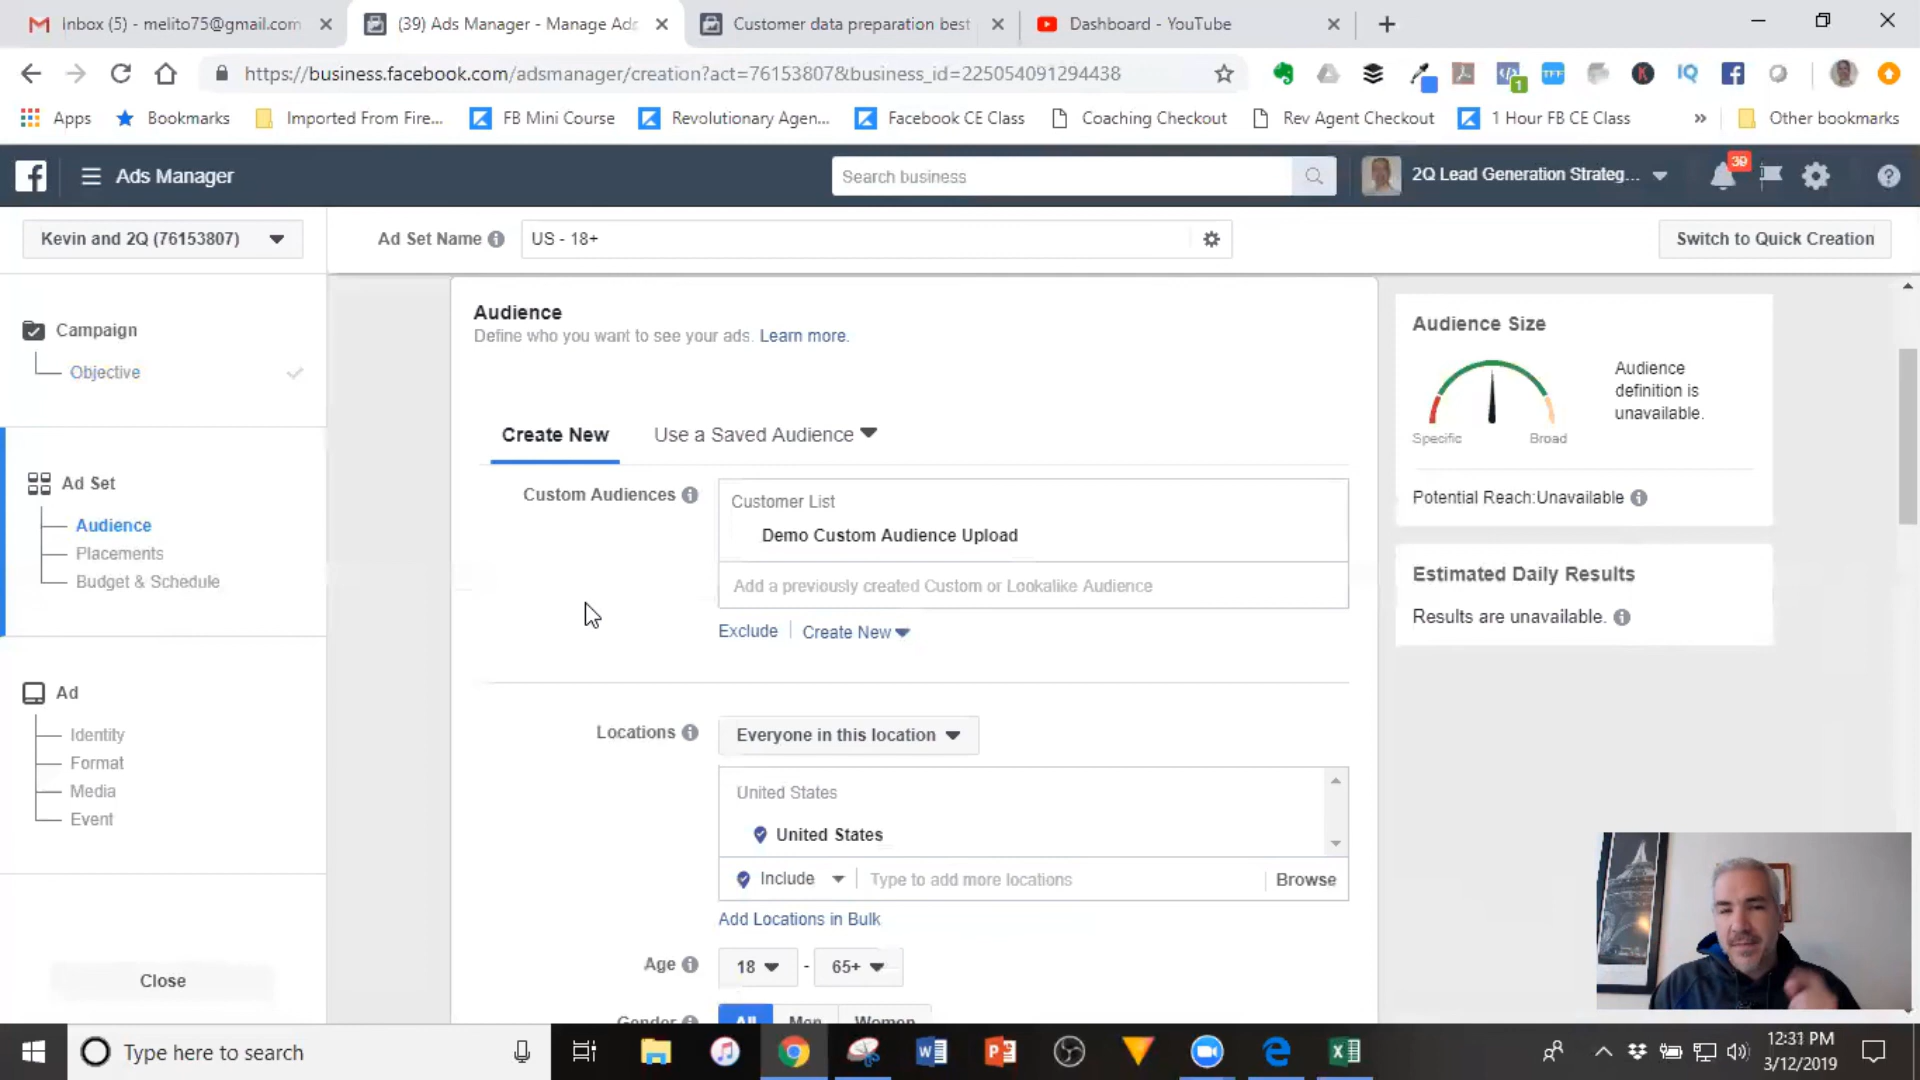 Inbox (5) - melito75@gmail.com
(39) Ads Manager - Manage Ads
Customer data preparation best
Dashboard - YouTube
https://business.facebook.com/adsmanager/creation?act=76153807&business_id=225054091294438
Apps
Bookmarks
Imported From Fire...
FB Mini Course
Revolutionary Agen...
Facebook CE Class
Coaching Checkout
Rev Agent Checkout
1 Hour FB CE Class
Other bookmarks
Ads Manager
Search business
2Q Lead Generation Strateg...
39
Kevin and 2Q (76153807)
Ad Set Name
US - 18+
Switch to Quick Creation
Campaign
Objective
Ad Set
Audience
Placements
Budget & Schedule
Ad
Identity
Format
Media
Event
Close
Audience
Define who you want to see your ads. Learn more.
Create New
Use a Saved Audience
Custom Audiences
Customer List
Demo Custom Audience Upload
Add a previously created Custom or Lookalike Audience
Exclude
Create New
Locations
Everyone in this location
United States
United States
Include
Type to add more locations
Browse
Add Locations in Bulk
Age
18
-
65+
Gender
All
Men
Women
Audience Size
Specific
Broad
Audience
definition is
unavailable.
Potential Reach:Unavailable
Estimated Daily Results
Results are unavailable.
Type here to search
12:31 PM
3/12/2019